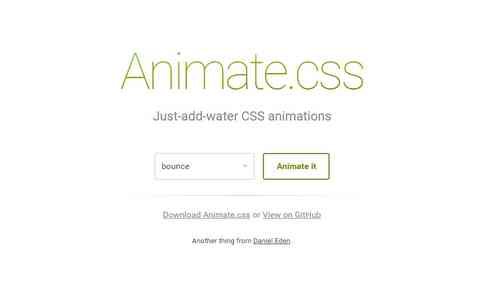 Animate.css
Just-add-water CSS animations
bounce
Animate it
Download Animate.css or View on GitHub
Another thing from Daniel Eden